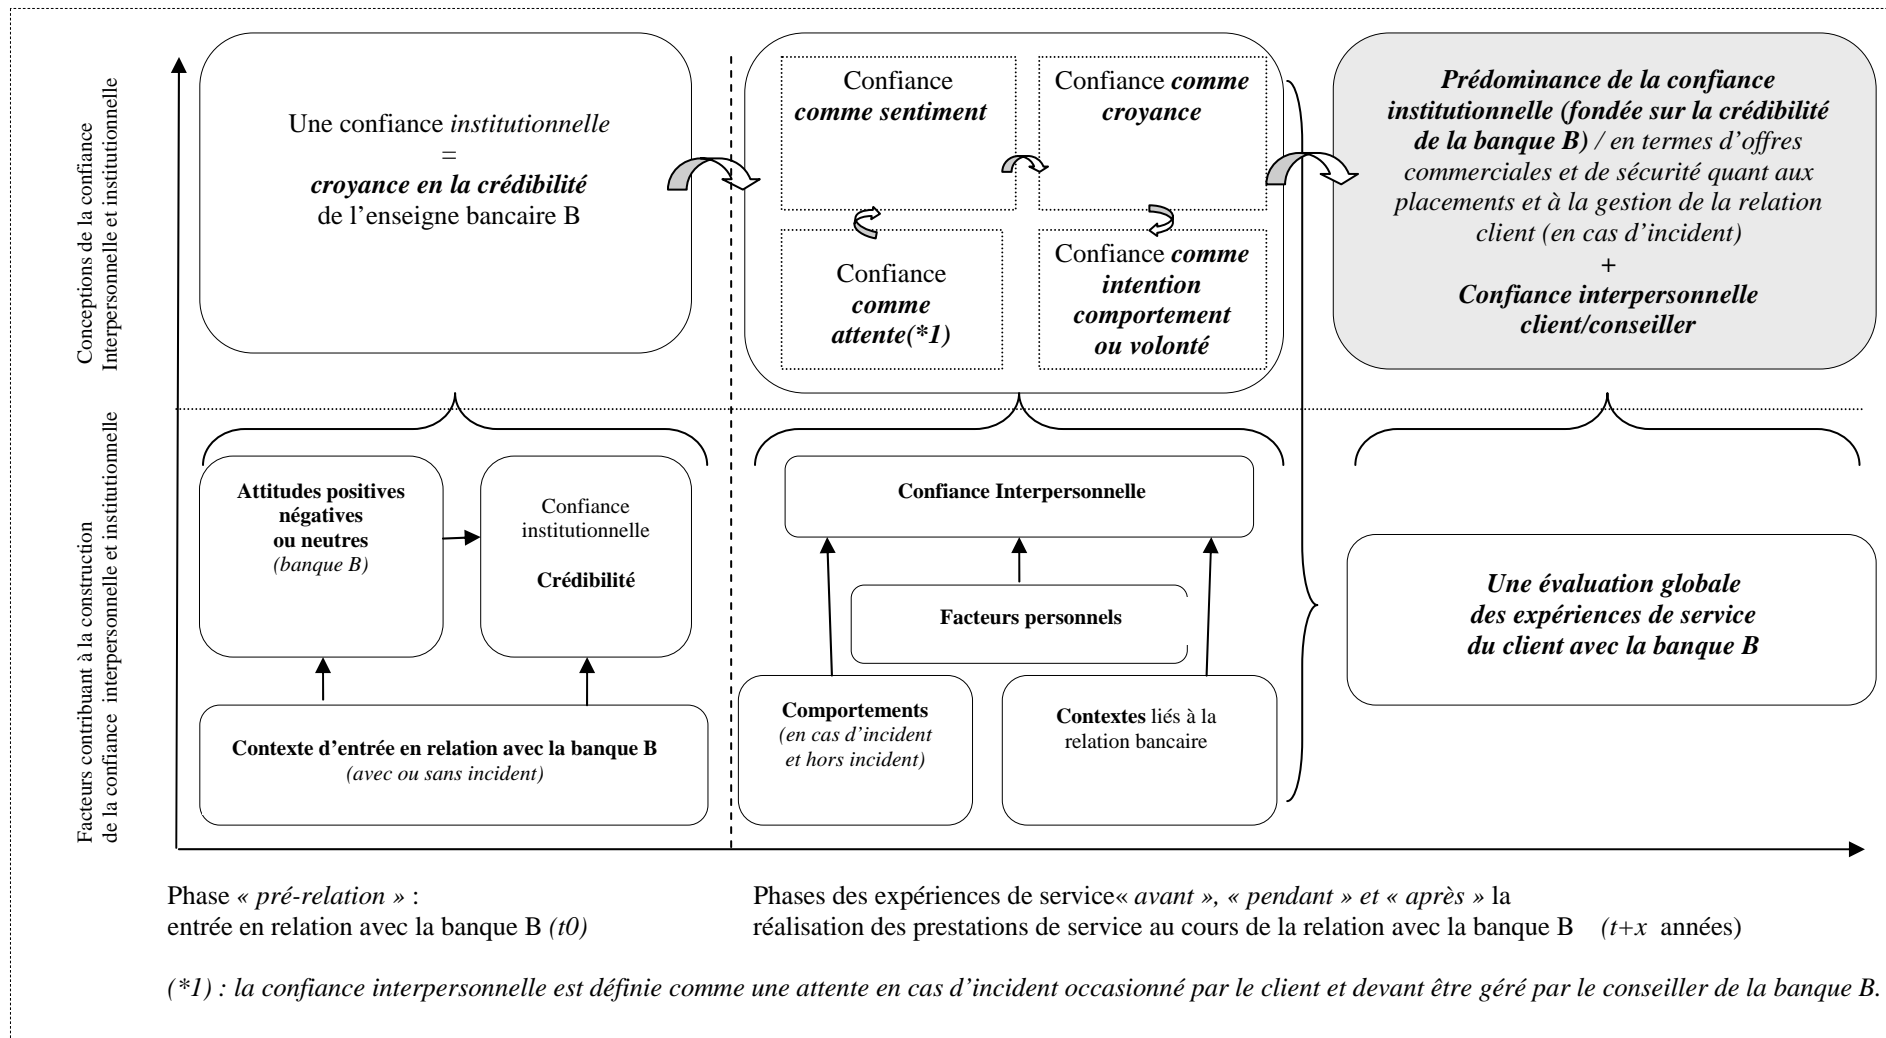 Conceptions de la confiance
Interpersonnelle et institutionnelle
Une confiance institutionnelle
=
croyance en la crédibilité
de l’enseigne bancaire B
Confiance
comme sentiment
Confiance comme
croyance
Confiance
comme
attente(*1)
Confiance comme
intention
comportement
ou volonté
Prédominance de la confiance
institutionnelle (fondée sur la crédibilité
de la banque B) / en termes d’offres
commerciales et de sécurité quant aux
placements et à la gestion de la relation
client (en cas d’incident)
+
Confiance interpersonnelle
client/conseiller
Facteurs contribuant à la construction
de la confiance interpersonnelle et institutionnelle
Attitudes positives
négatives
ou neutres
(banque B)
Confiance
institutionnelle
Crédibilité
Contexte d’entrée en relation avec la banque B
(avec ou sans incident)
Confiance Interpersonnelle
Facteurs personnels
Comportements
(en cas d’incident
et hors incident)
Contextes liés à la
relation bancaire
Une évaluation globale
des expériences de service
du client avec la banque B
Phase « pré-relation » :
entrée en relation avec la banque B (t0)
Phases des expériences de service« avant », « pendant » et « après » la
réalisation des prestations de service au cours de la relation avec la banque B (t+x années)
(*1) : la confiance interpersonnelle est définie comme une attente en cas d’incident occasionné par le client et devant être géré par le conseiller de la banque B.